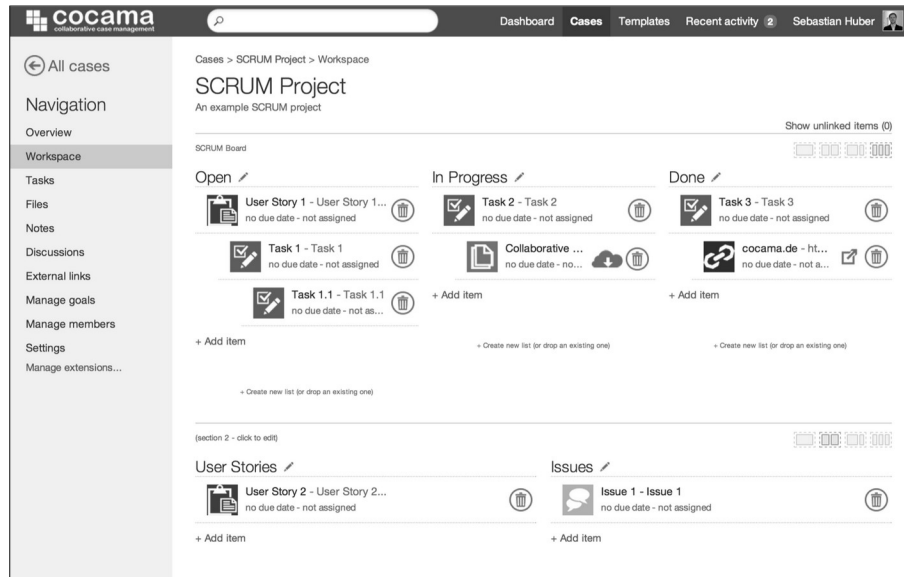 cocama
collaborative case management
Dashboard Cases Templates Recent activity 2 Sebastian Huber
All cases
Navigation
Overview
Workspace
Tasks
Files
Notes
Discussions
External links
Manage goals
Manage members
Settings
Manage extensions...
Cases > SCRUM Project > Workspace
SCRUM Project
An example SCRUM project
Show unlinked items (0)
SCRUM Board
Open
User Story 1 - User Story 1...
no due date - not assigned
Task 1 - Task 1
no due date - not assigned
Task 1.1 - Task 1.1
no due date - not as...
+ Add item
+ Create new list (or drop an existing one)
In Progress
Task 2 - Task 2
no due date - not assigned
Collaborative ...
no due date - no...
+ Add item
+ Create new list (or drop an existing one)
Done
Task 3 - Task 3
no due date - not assigned
cocama.de - ht...
no due date - not a...
+ Add item
+ Create new list (or drop an existing one)
(section 2 - click to edit)
User Stories
User Story 2 - User Story 2...
no due date - not assigned
+ Add item
Issues
Issue 1 - Issue 1
no due date - not assigned
+ Add item